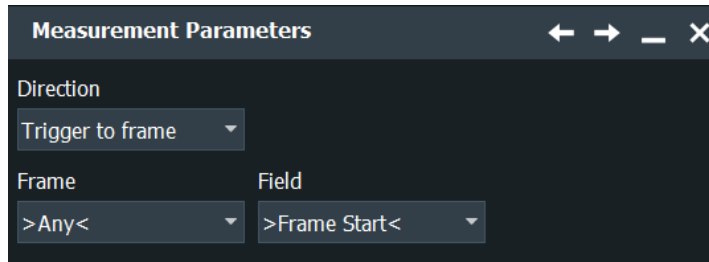 Measurement Parameters
Direction
Trigger to frame
Frame Field
>Any< >Frame Start<